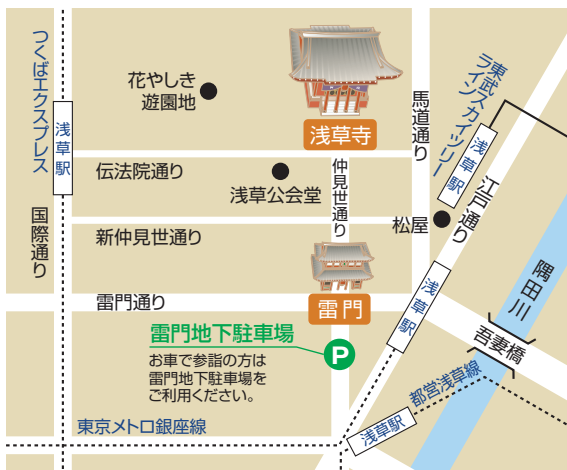 つくばエクスプレス
浅草駅
国際通り
花やしき
遊園地
浅草寺
馬道通り
東武スカイツリー
ライン
浅草駅
江戸通り
伝法院通り
浅草公会堂
仲見世通り
松屋
新仲見世通り
浅草駅
隅田川
雷門通り
雷門
吾妻橋
雷門地下駐車場
P
お車で参詣の方は
雷門地下駐車場を
ご利用ください。
都営浅草線
浅草駅
東京メトロ銀座線